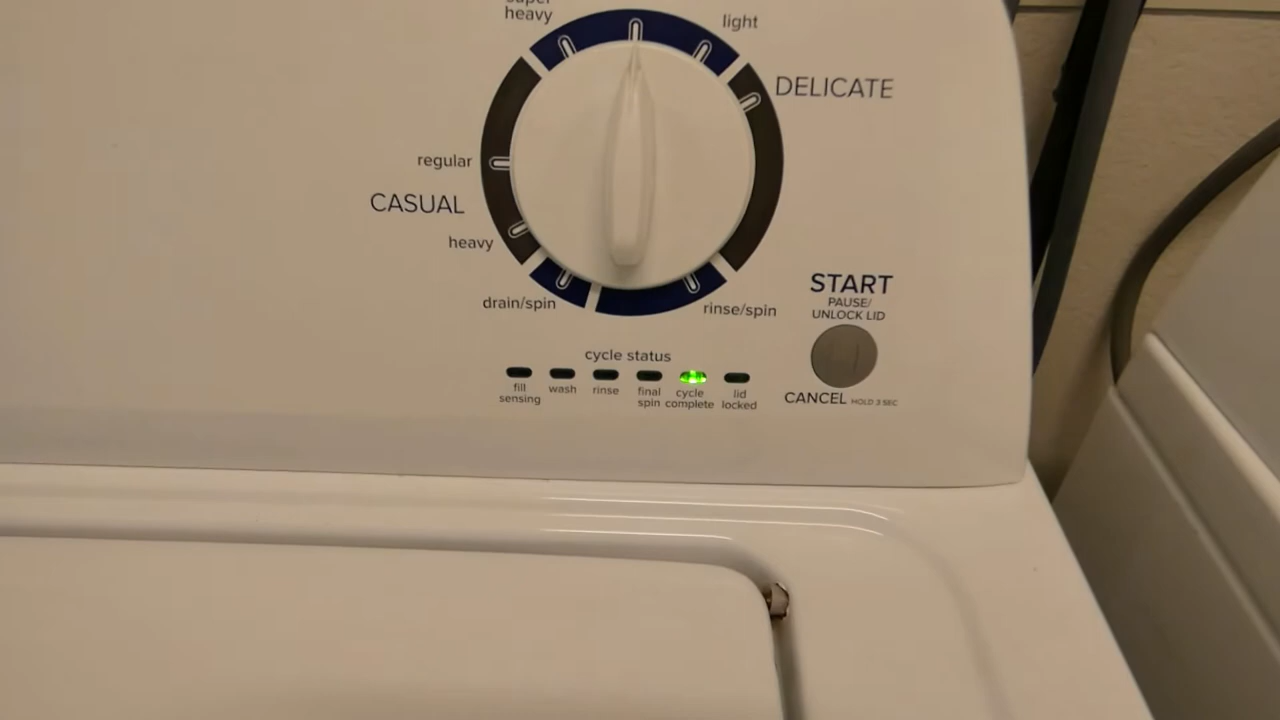 super
heavy
light
DELICATE
regular
CASUAL
heavy
drain/spin
rinse/spin
START
PAUSE/
UNLOCK LID
cycle status
fill
sensing
wash
rinse
final
spin
cycle
complete
lid
locked
CANCEL HOLD 3 SEC